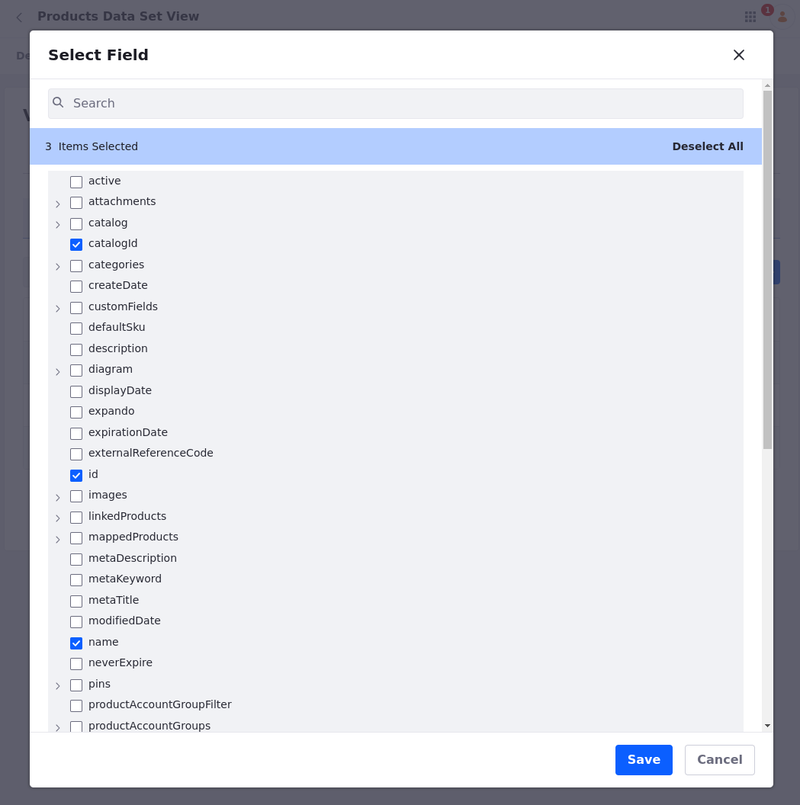 Products Data Set View
1
De
Select Field
Search
3 Items Selected
Deselect All
active
attachments
catalog
catalogId
categories
createDate
customFields
defaultSku
description
diagram
displayDate
expando
expirationDate
externalReferenceCode
id
images
linkedProducts
mappedProducts
metaDescription
metaKeyword
metaTitle
modifiedDate
name
neverExpire
pins
productAccountGroupFilter
productAccountGroups
Save
Cancel